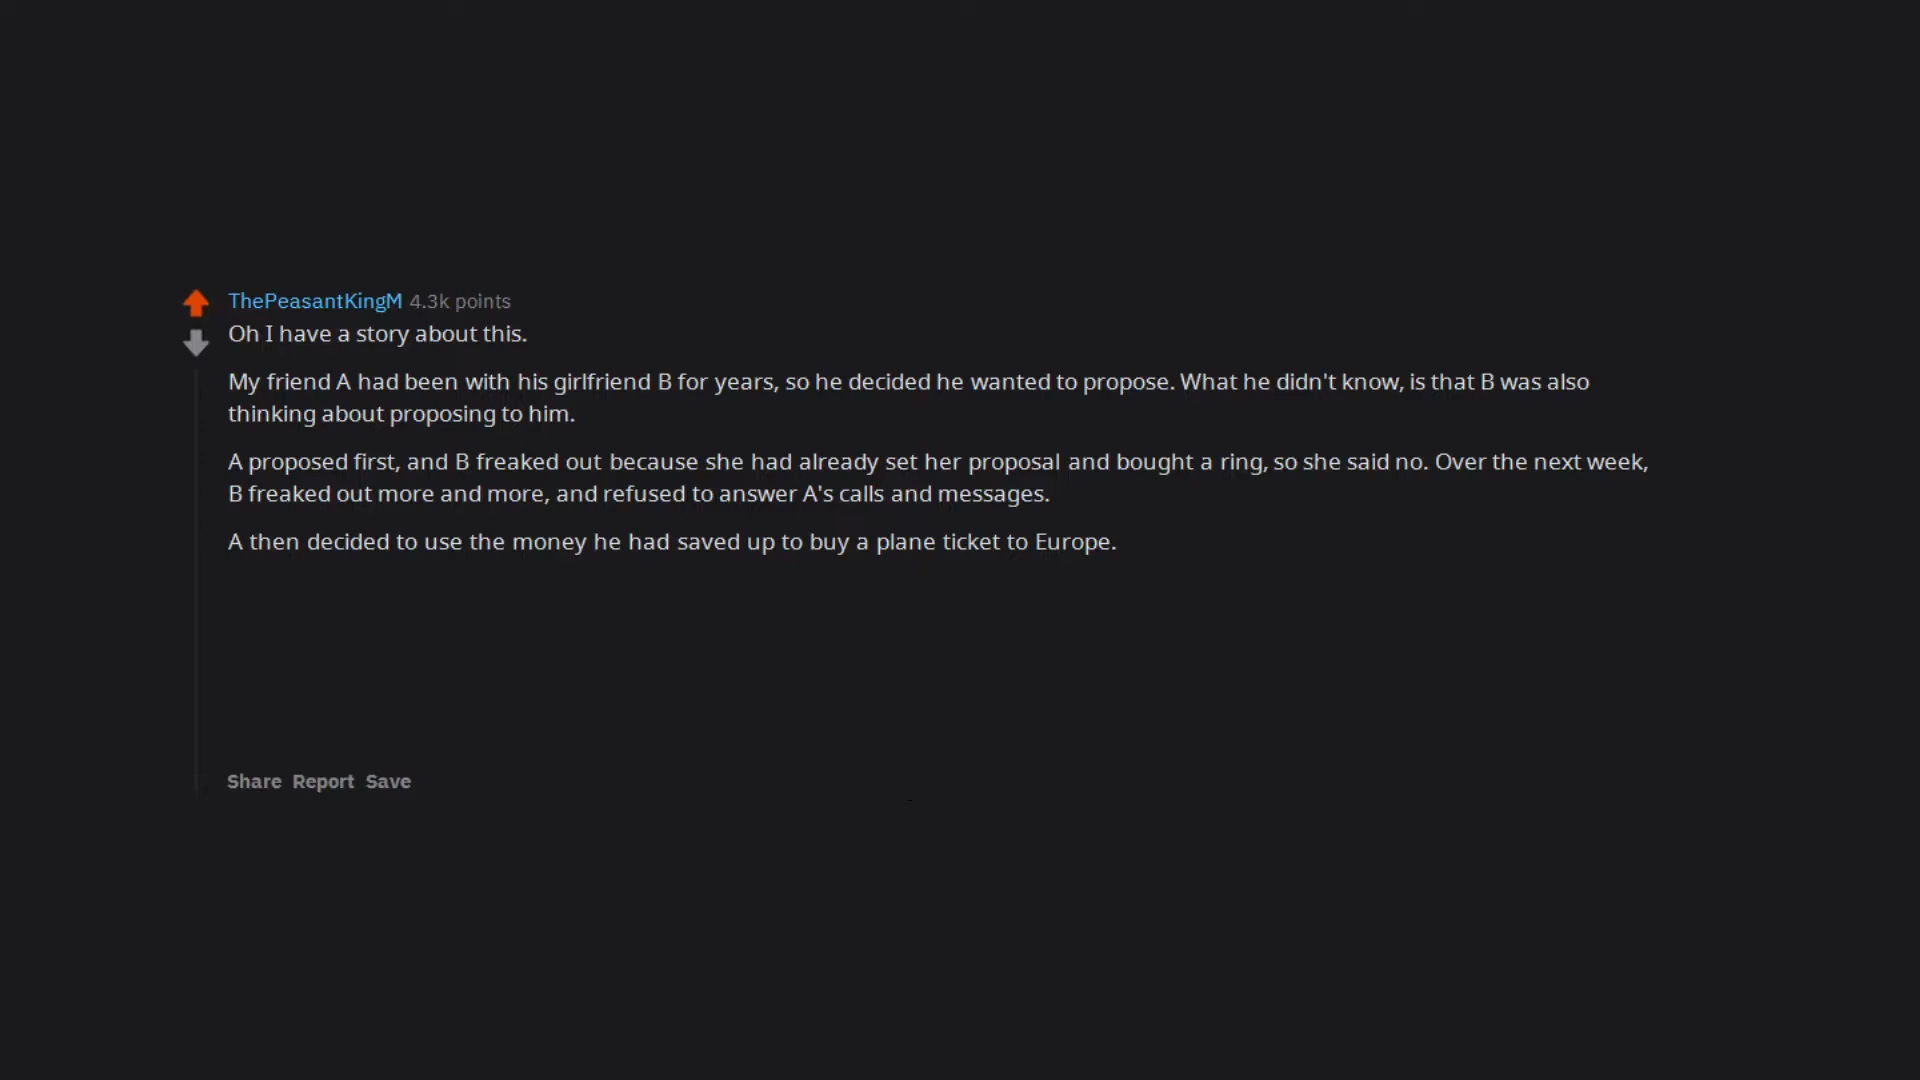 ThePeasantKingM 4.3k points
Oh I have a story about this.
My friend A had been with his girlfriend B for years, so he decided he wanted to propose. What he didn't know, is that B was also
thinking about proposing to him.
A proposed first, and B freaked out because she had already set her proposal and bought a ring, so she said no. Over the next week,
B freaked out more and more, and refused to answer A's calls and messages.
A then decided to use the money he had saved up to buy a plane ticket to Europe.
Share Report Save